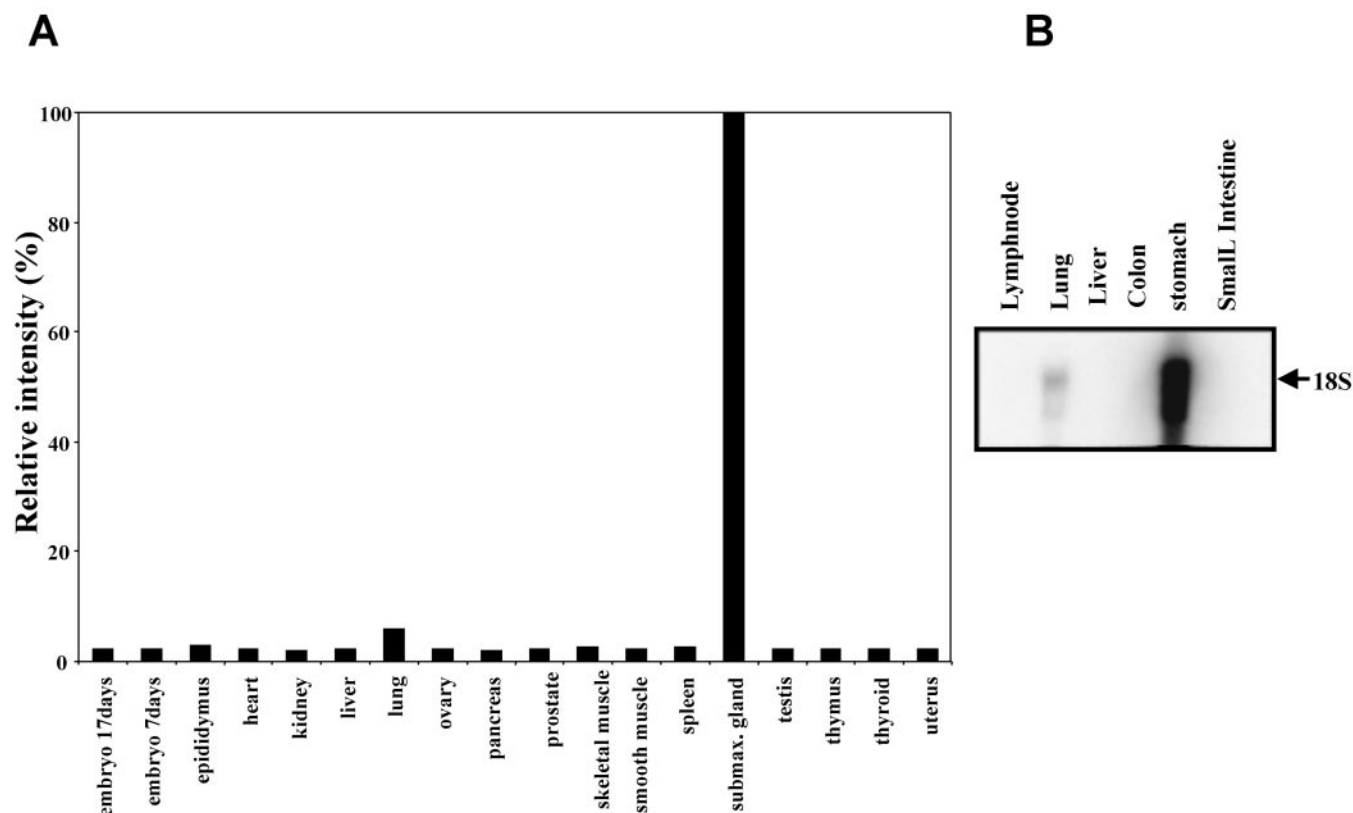 A
B
Relative intensity (%)
100
80
60
40
20
0
embryo 17days
embryo 7days
epididymus
heart
kidney
liver
lung
ovary
pancreas
prostate
skeletal muscle
smooth muscle
spleen
submax. gland
testis
thymus
thyroid
uterus
Lymphnode
Lung
Liver
Colon
stomach
SmalL Intestine
18S